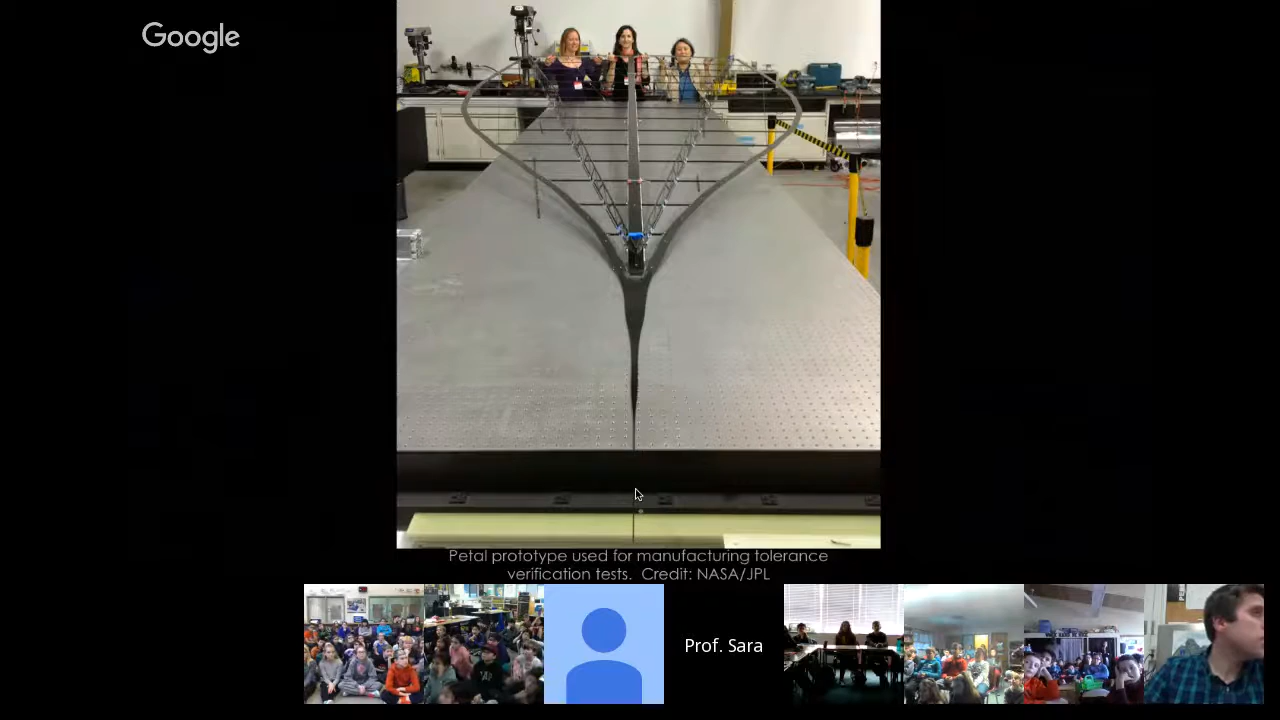 Google
Petal prototype used for manufacturing tolerance
verification tests. Credit: NASA/JPL
Prof. Sara